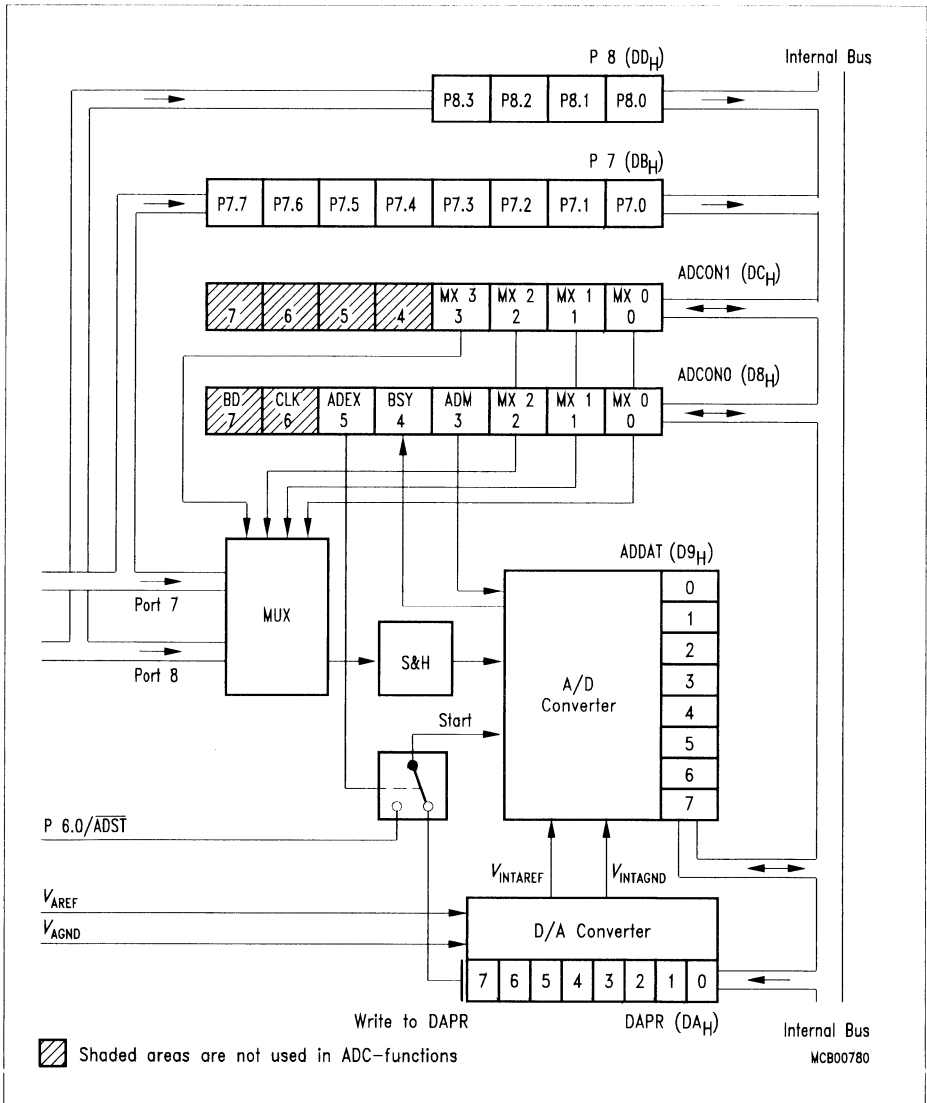 P 8 (DD_H)
Internal Bus
P8.3 P8.2 P8.1 P8.0
P 7 (DB_H)
P7.7 P7.6 P7.5 P7.4 P7.3 P7.2 P7.1 P7.0
ADCON1 (DC_H)
MX 3 MX 2 MX 1 MX 0
7 6 5 4 3 2 1 0
ADCON0 (D8_H)
BD CLK ADEX BSY ADM MX 2 MX 1 MX 0
7 6 5 4 3 2 1 0
ADDAT (D9_H)
0
1
2
3
4
5
6
7
Port 7
MUX
Port 8
S&H
A/D
Converter
Start
P 6.0/A̅D̅S̅T̅
V_INTAREF
V_INTAGND
V_AREF
V_AGND
D/A Converter
7 6 5 4 3 2 1 0
Write to DAPR
DAPR (DA_H)
Internal Bus
Shaded areas are not used in ADC-functions
MCB00780